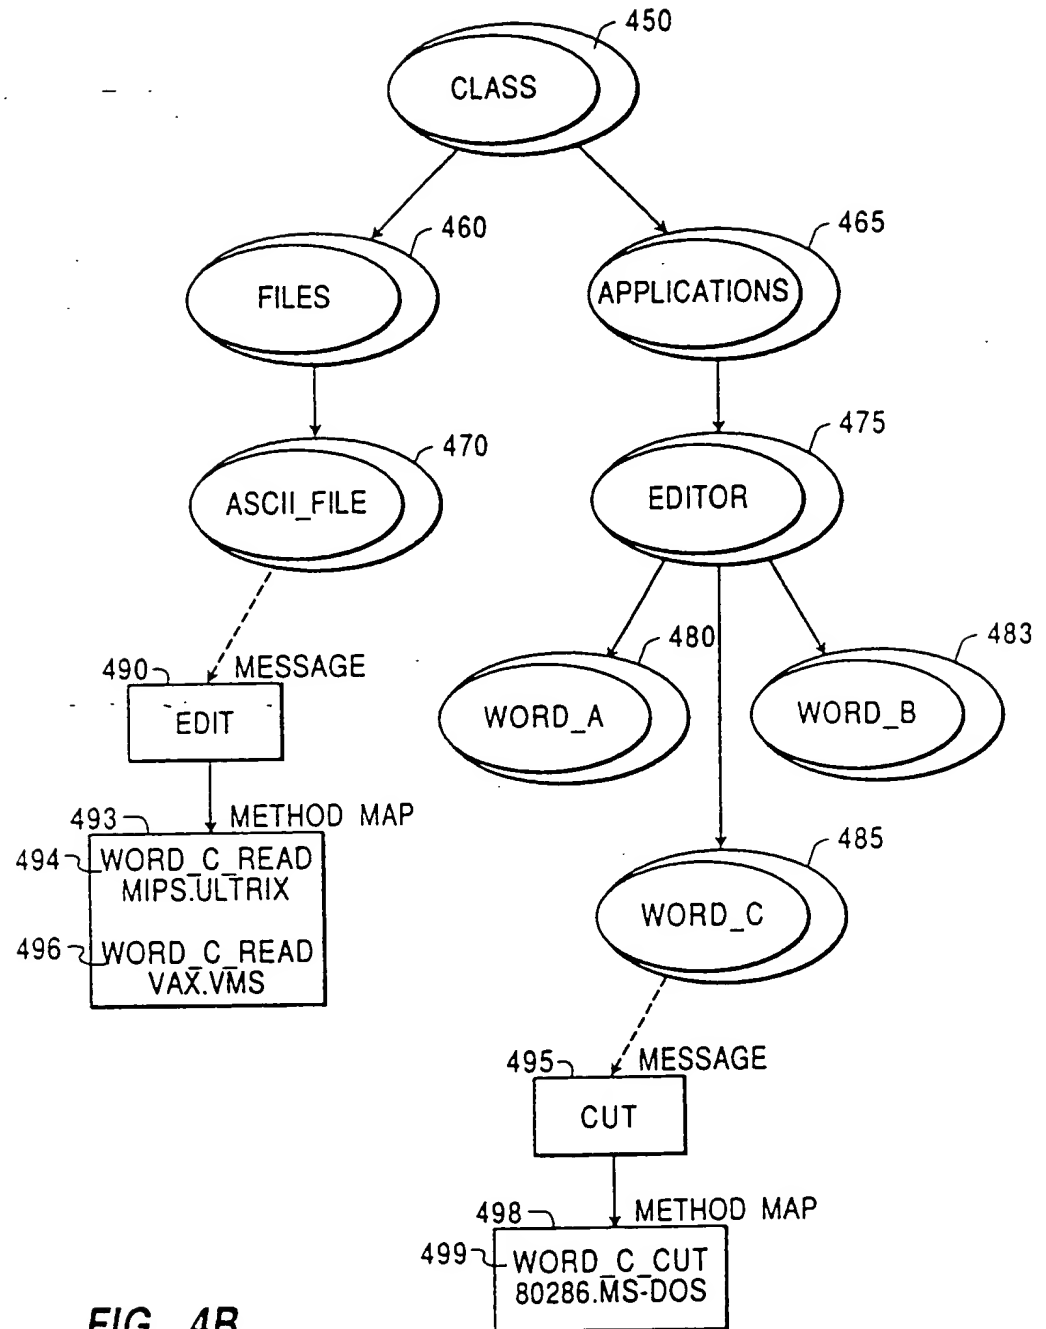 450
CLASS
460
465
FILES
APPLICATIONS
470
475
ASCII_FILE
EDITOR
480
483
490
MESSAGE
EDIT
WORD_A
WORD_B
493
METHOD MAP
494
WORD_C_READ
MIPS.ULTRIX
496
WORD_C_READ
VAX.VMS
485
WORD_C
495
MESSAGE
CUT
498
METHOD MAP
499
WORD_C_CUT
80286.MS-DOS
FIG. 4B